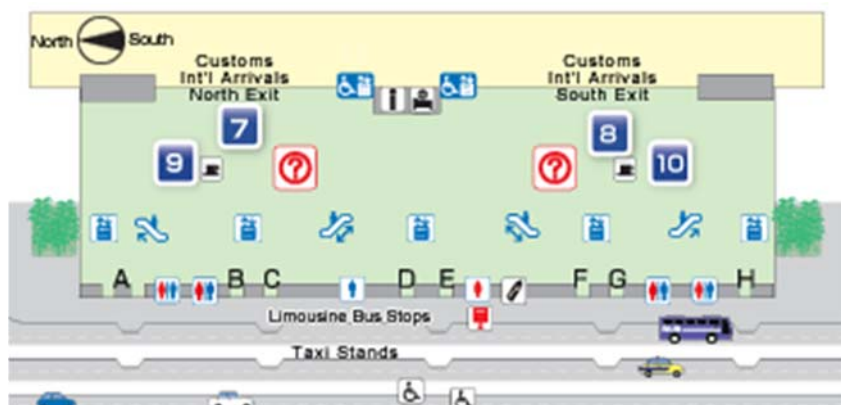 North South
Customs
Int'l Arrivals
North Exit
Customs
Int'l Arrivals
South Exit
i
7
8
9
10
?
?
A
B
C
D
E
F
G
H
Limousine Bus Stops
Taxi Stands